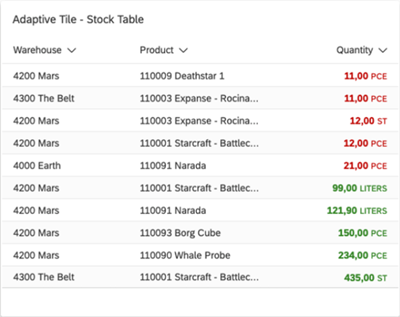 Adaptive Tile - Stock Table
Warehouse Product Quantity
4200 Mars 110009 Deathstar 1 11,00 PCE
4300 The Belt 110003 Expanse - Rocina... 11,00 PCE
4200 Mars 110003 Expanse - Rocina... 12,00 ST
4200 Mars 110001 Starcraft - Battlec... 12,00 PCE
4000 Earth 110091 Narada 21,00 PCE
4200 Mars 110001 Starcraft - Battlec... 99,00 LITERS
4200 Mars 110091 Narada 121,90 LITERS
4200 Mars 110093 Borg Cube 150,00 PCE
4200 Mars 110090 Whale Probe 234,00 PCE
4300 The Belt 110001 Starcraft - Battlec... 435,00 ST